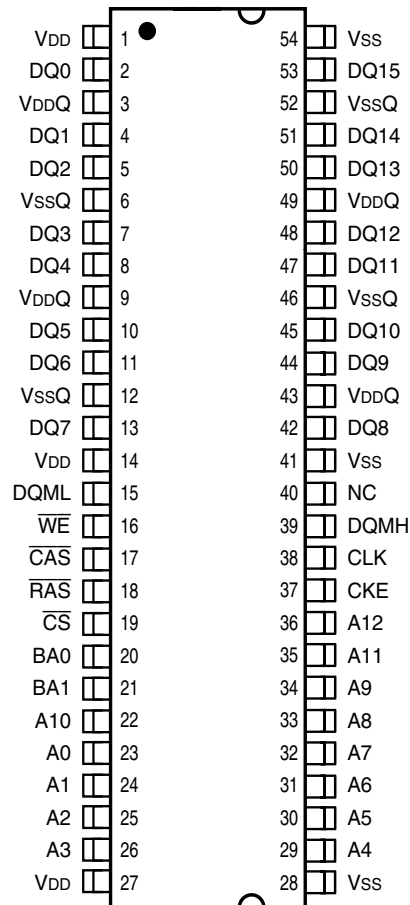 VDD 1 54 VSS
DQ0 2 53 DQ15
VDDQ 3 52 VSSQ
DQ1 4 51 DQ14
DQ2 5 50 DQ13
VSSQ 6 49 VDDQ
DQ3 7 48 DQ12
DQ4 8 47 DQ11
VDDQ 9 46 VSSQ
DQ5 10 45 DQ10
DQ6 11 44 DQ9
VSSQ 12 43 VDDQ
DQ7 13 42 DQ8
VDD 14 41 VSS
DQML 15 40 NC
W̅E̅ 16 39 DQMH
C̅A̅S̅ 17 38 CLK
R̅A̅S̅ 18 37 CKE
C̅S̅ 19 36 A12
BA0 20 35 A11
BA1 21 34 A9
A10 22 33 A8
A0 23 32 A7
A1 24 31 A6
A2 25 30 A5
A3 26 29 A4
VDD 27 28 VSS